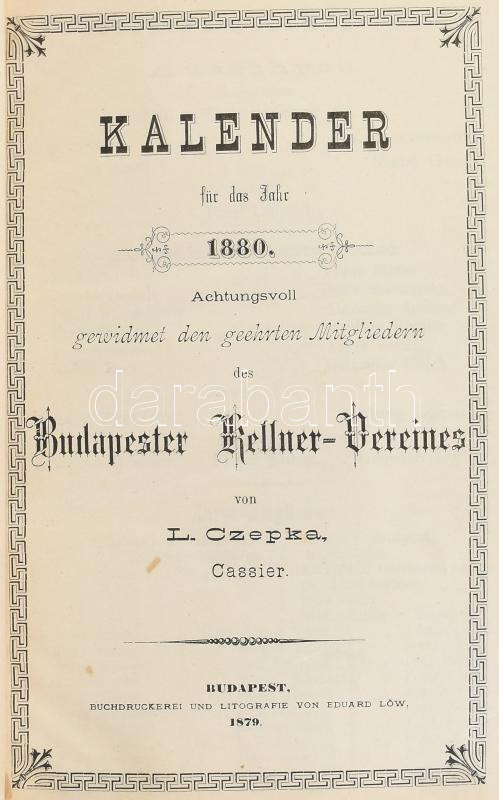 KALENDER
für das Jahr
1880.
Achtungsvoll
gewidmet den geehrten Mitgliedern
des
darabanth
Budapester Kellner-Vereines
von
L. Czepka,
Cassier.
BUDAPEST,
BUCHDRUCKEREI UND LITOGRAFIE VON EDUARD LÖW,
1879.